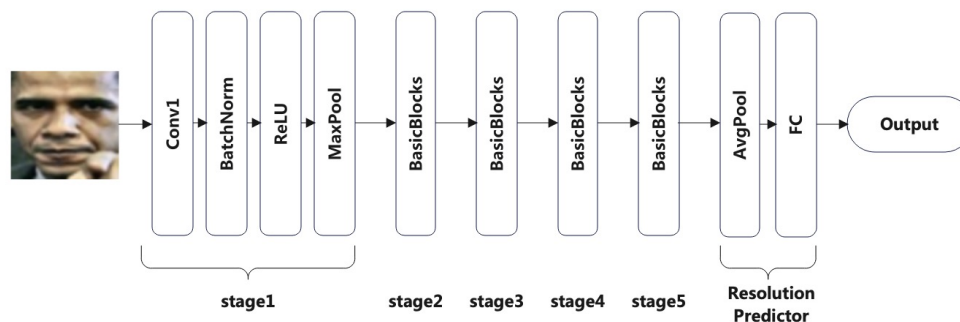 Conv1
BatchNorm
ReLU
MaxPool
BasicBlocks
BasicBlocks
BasicBlocks
BasicBlocks
AvgPool
FC
Output
stage1
stage2
stage3
stage4
stage5
Resolution
Predictor